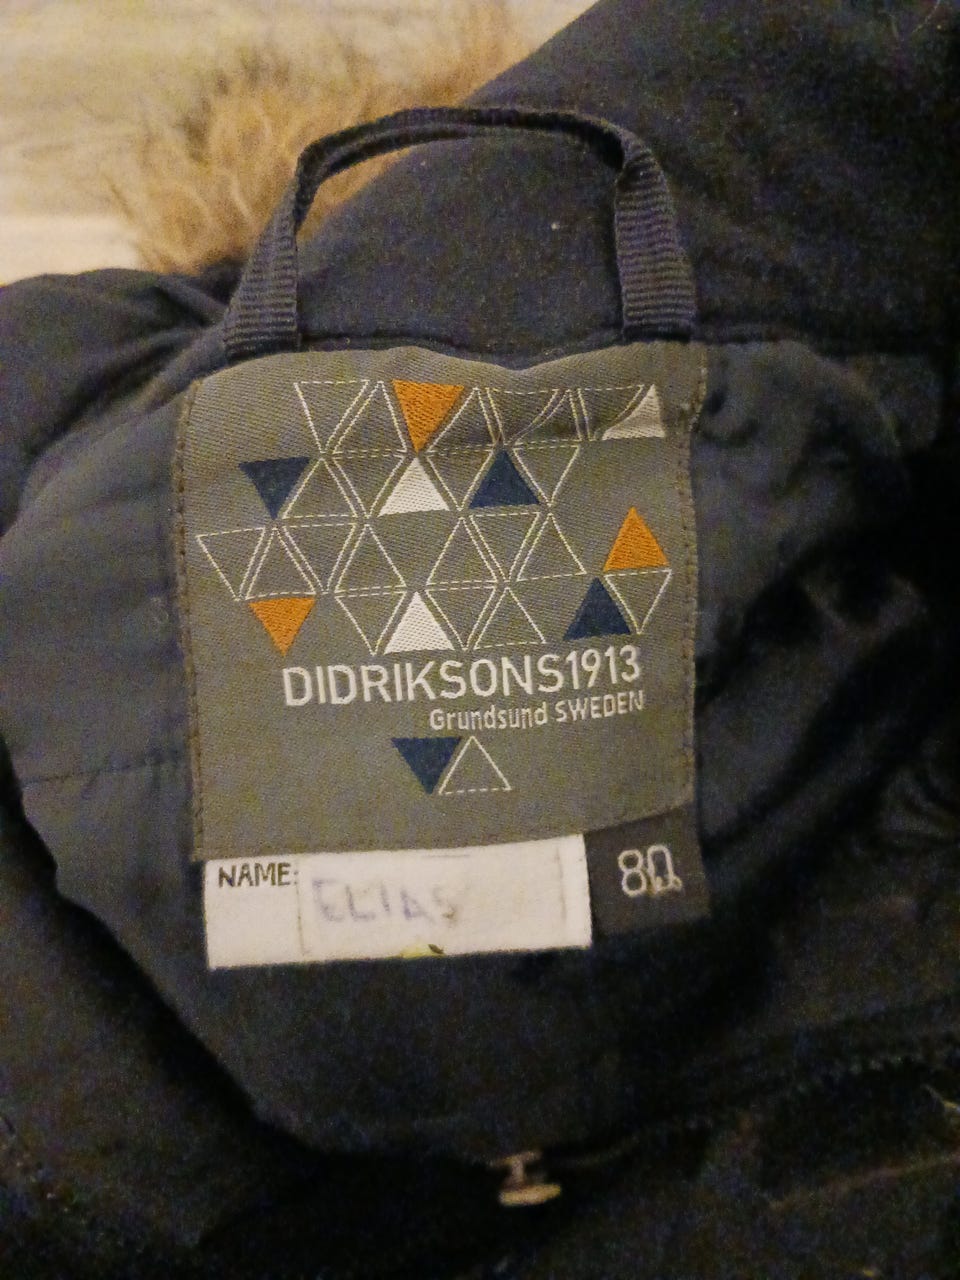 DIDRIKSONS1913
Grundsund SWEDEN
NAME: ELIAS
80